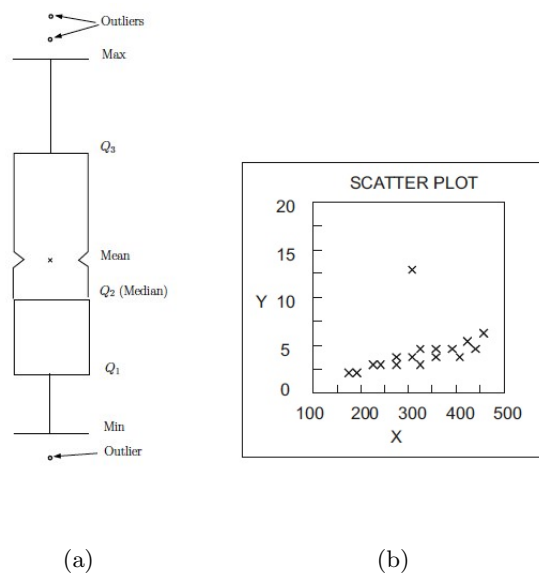 Outliers
Max
Q3
Mean
Q2 (Median)
Q1
Min
Outlier
(a)
SCATTER PLOT
20
15
Y 10
5
0
100 200 300 400 500
X
(b)